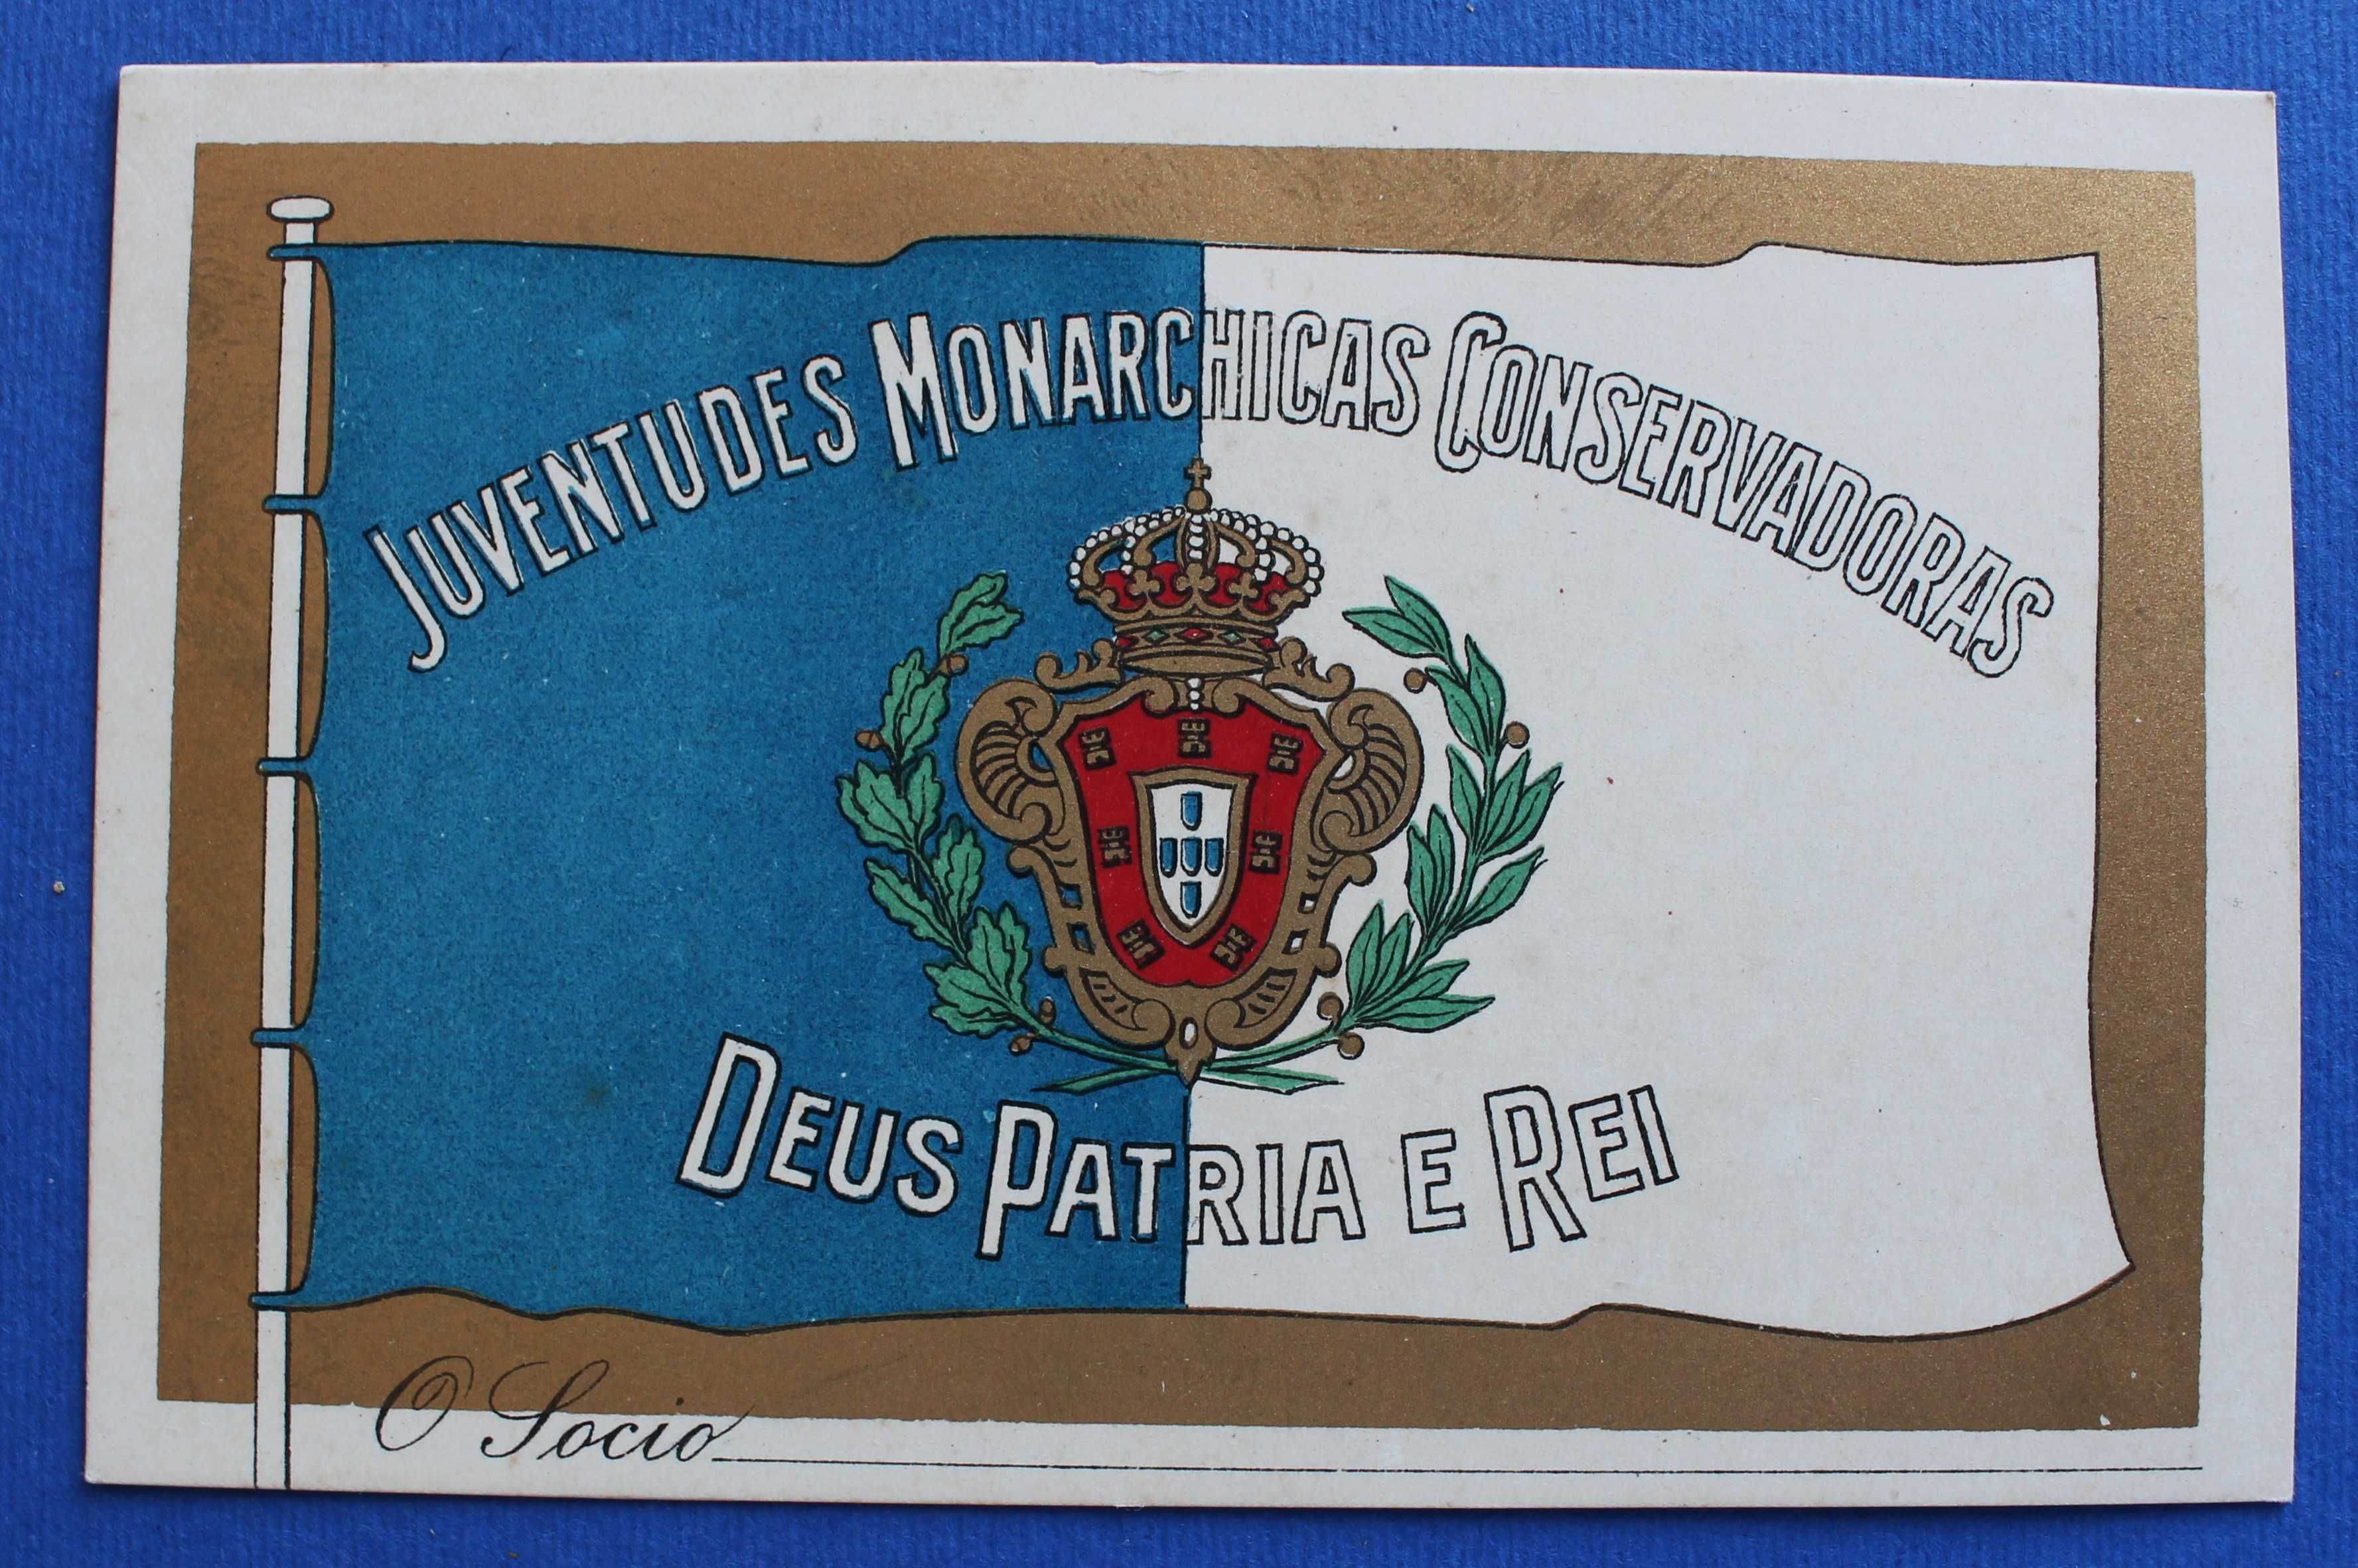 JUVENTUDES MONARCHICAS CONSERVADORAS
DEUS PATRIA E REI
O Socio